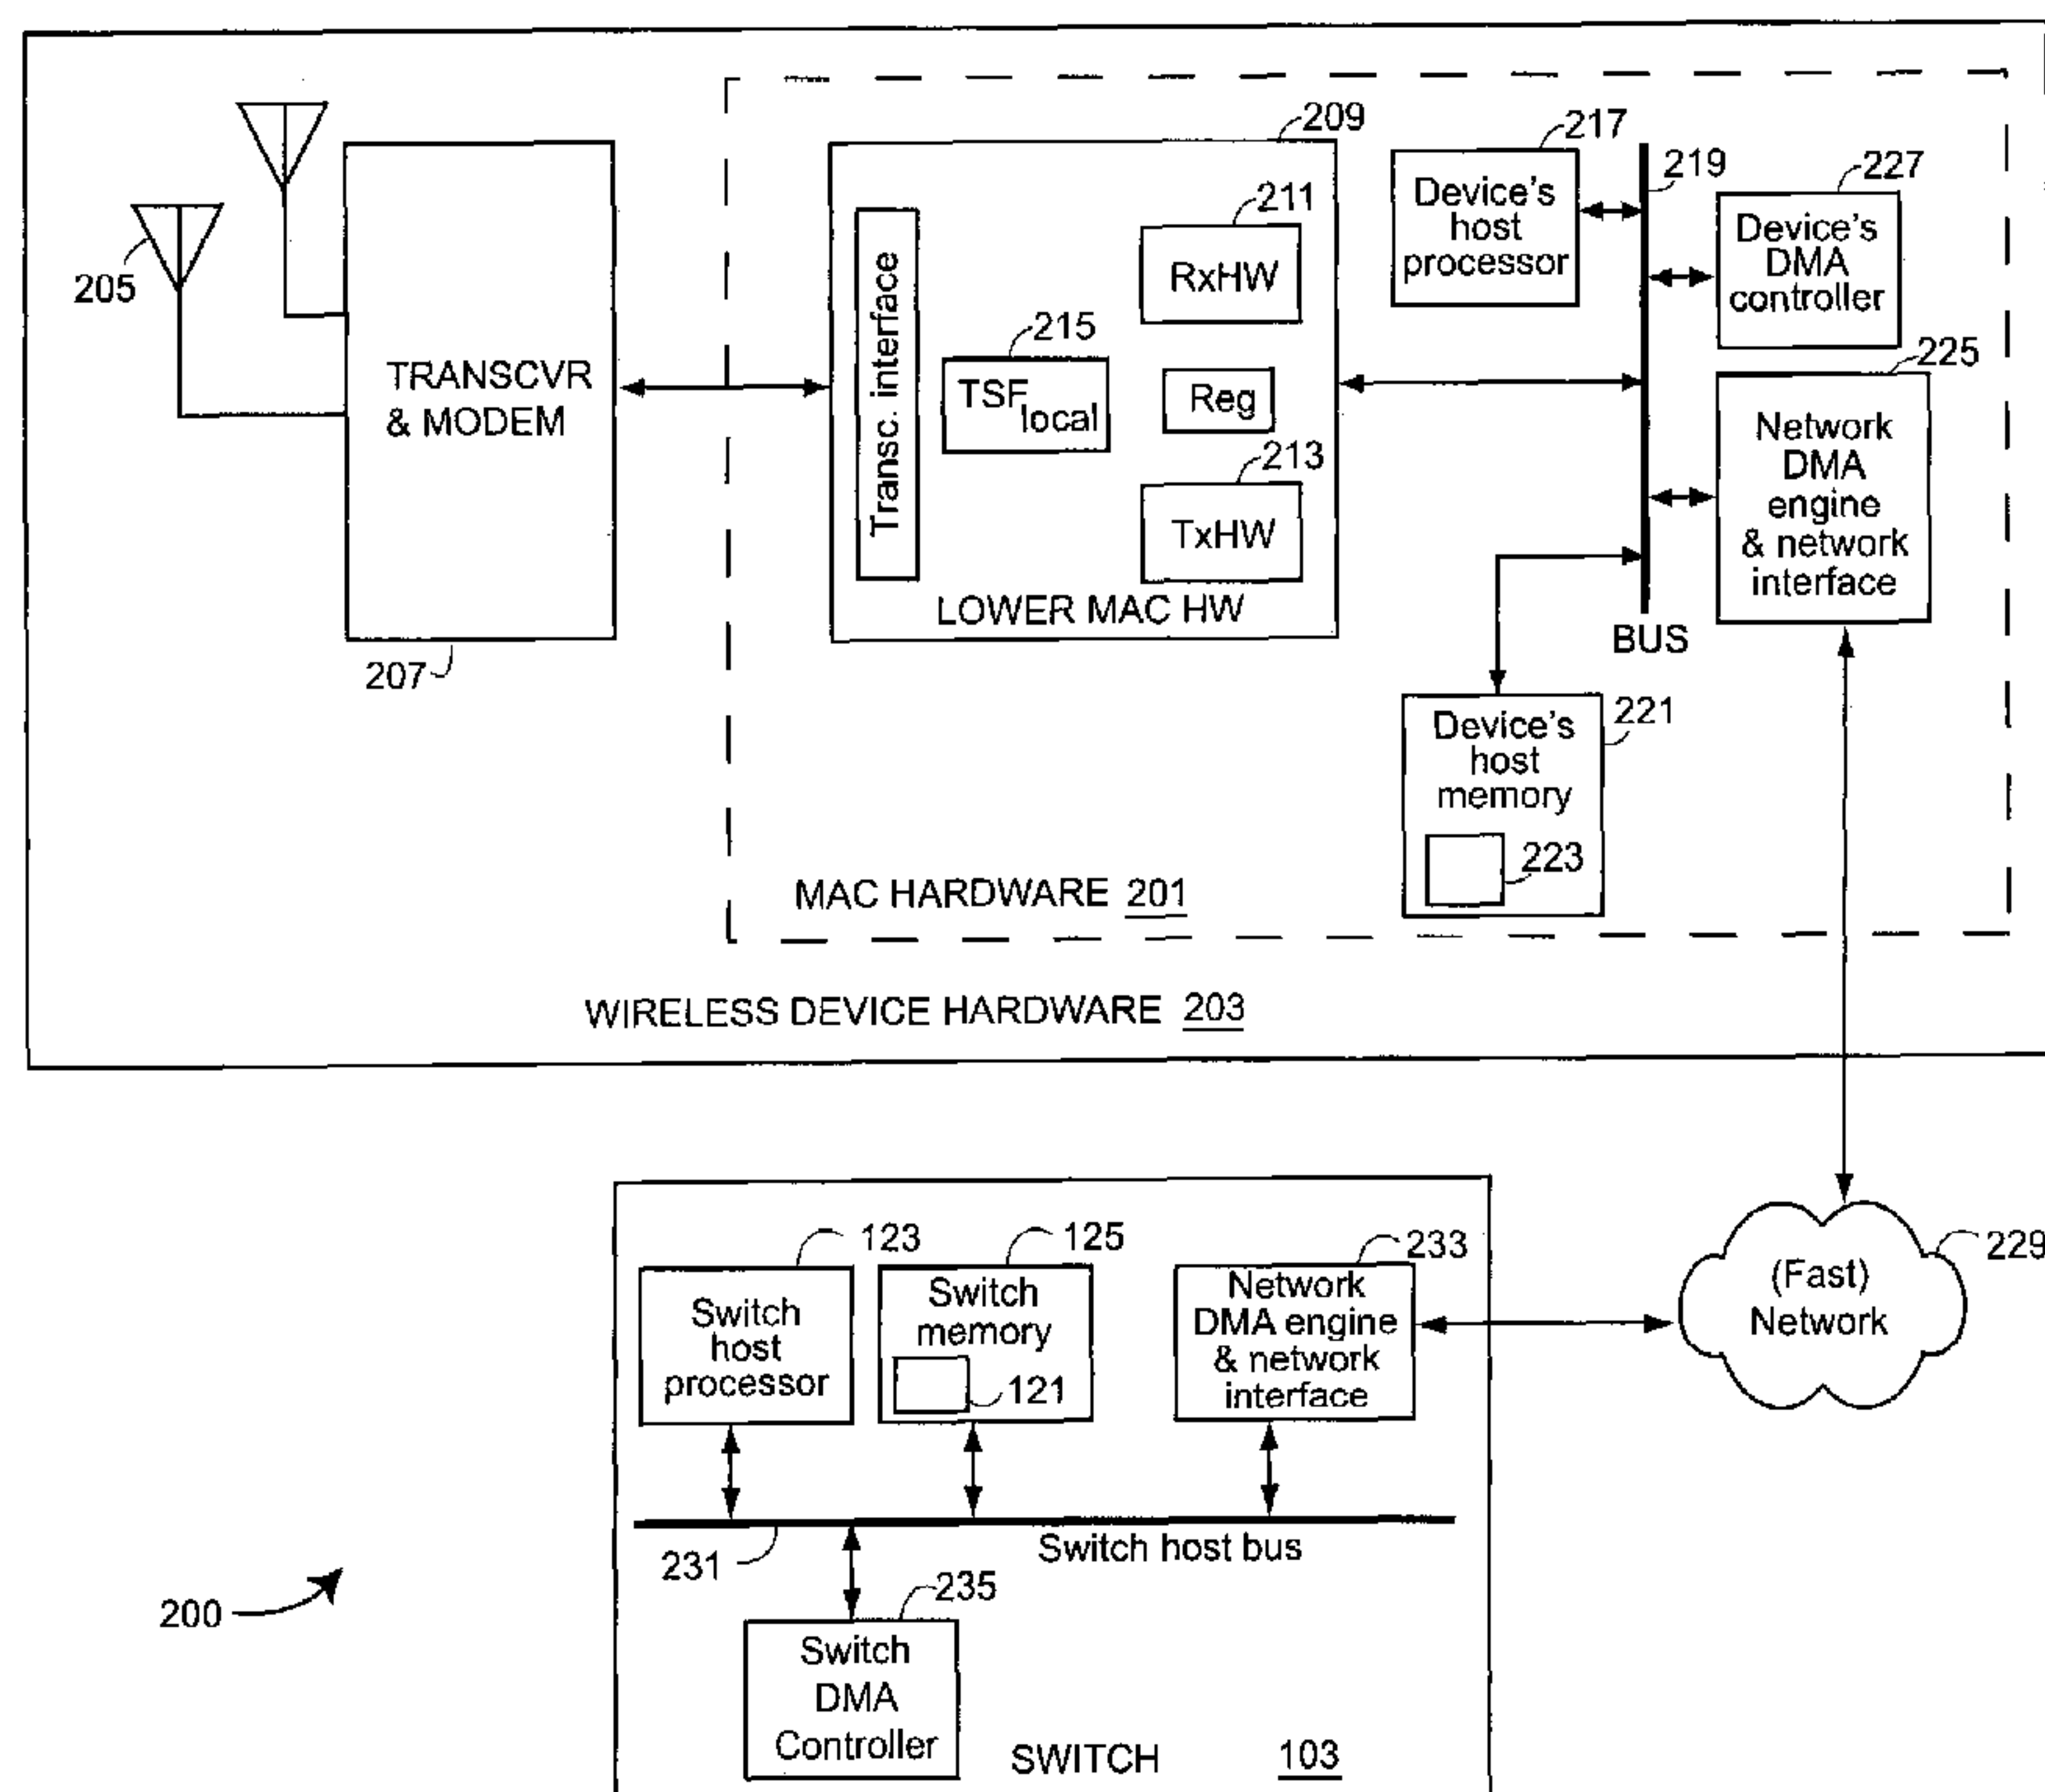 209
217
219
227
211
Device's
host
processor
Device's
DMA
controller
RxHW
205
Transc. interface
215
225
TRANSCVR
& MODEM
TSF local
Reg
Network
DMA
engine
& network
interface
213
TxHW
LOWER MAC HW
BUS
207
221
Device's
host
memory
223
MAC HARDWARE 201
WIRELESS DEVICE HARDWARE 203
123
125
233
229
Switch
host
processor
Switch
memory
121
Network
DMA engine
& network
interface
(Fast)
Network
231
Switch host bus
235
200
Switch
DMA
Controller
SWITCH 103